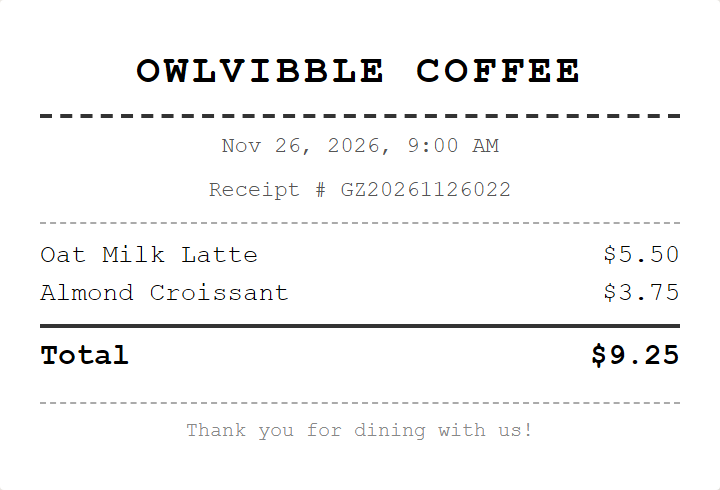 OWLVIBBLE COFFEE
Nov 26, 2026, 9:00 AM
Receipt # GZ20261126022
Oat Milk Latte $5.50
Almond Croissant $3.75
Total $9.25
Thank you for dining with us!